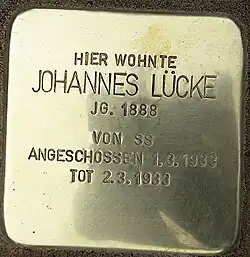 HIER WOHNTE
JOHANNES LÜCKE
JG. 1888
VON SS
ANGESCHOSSEN 1.3.1933
TOT 2.3.1933